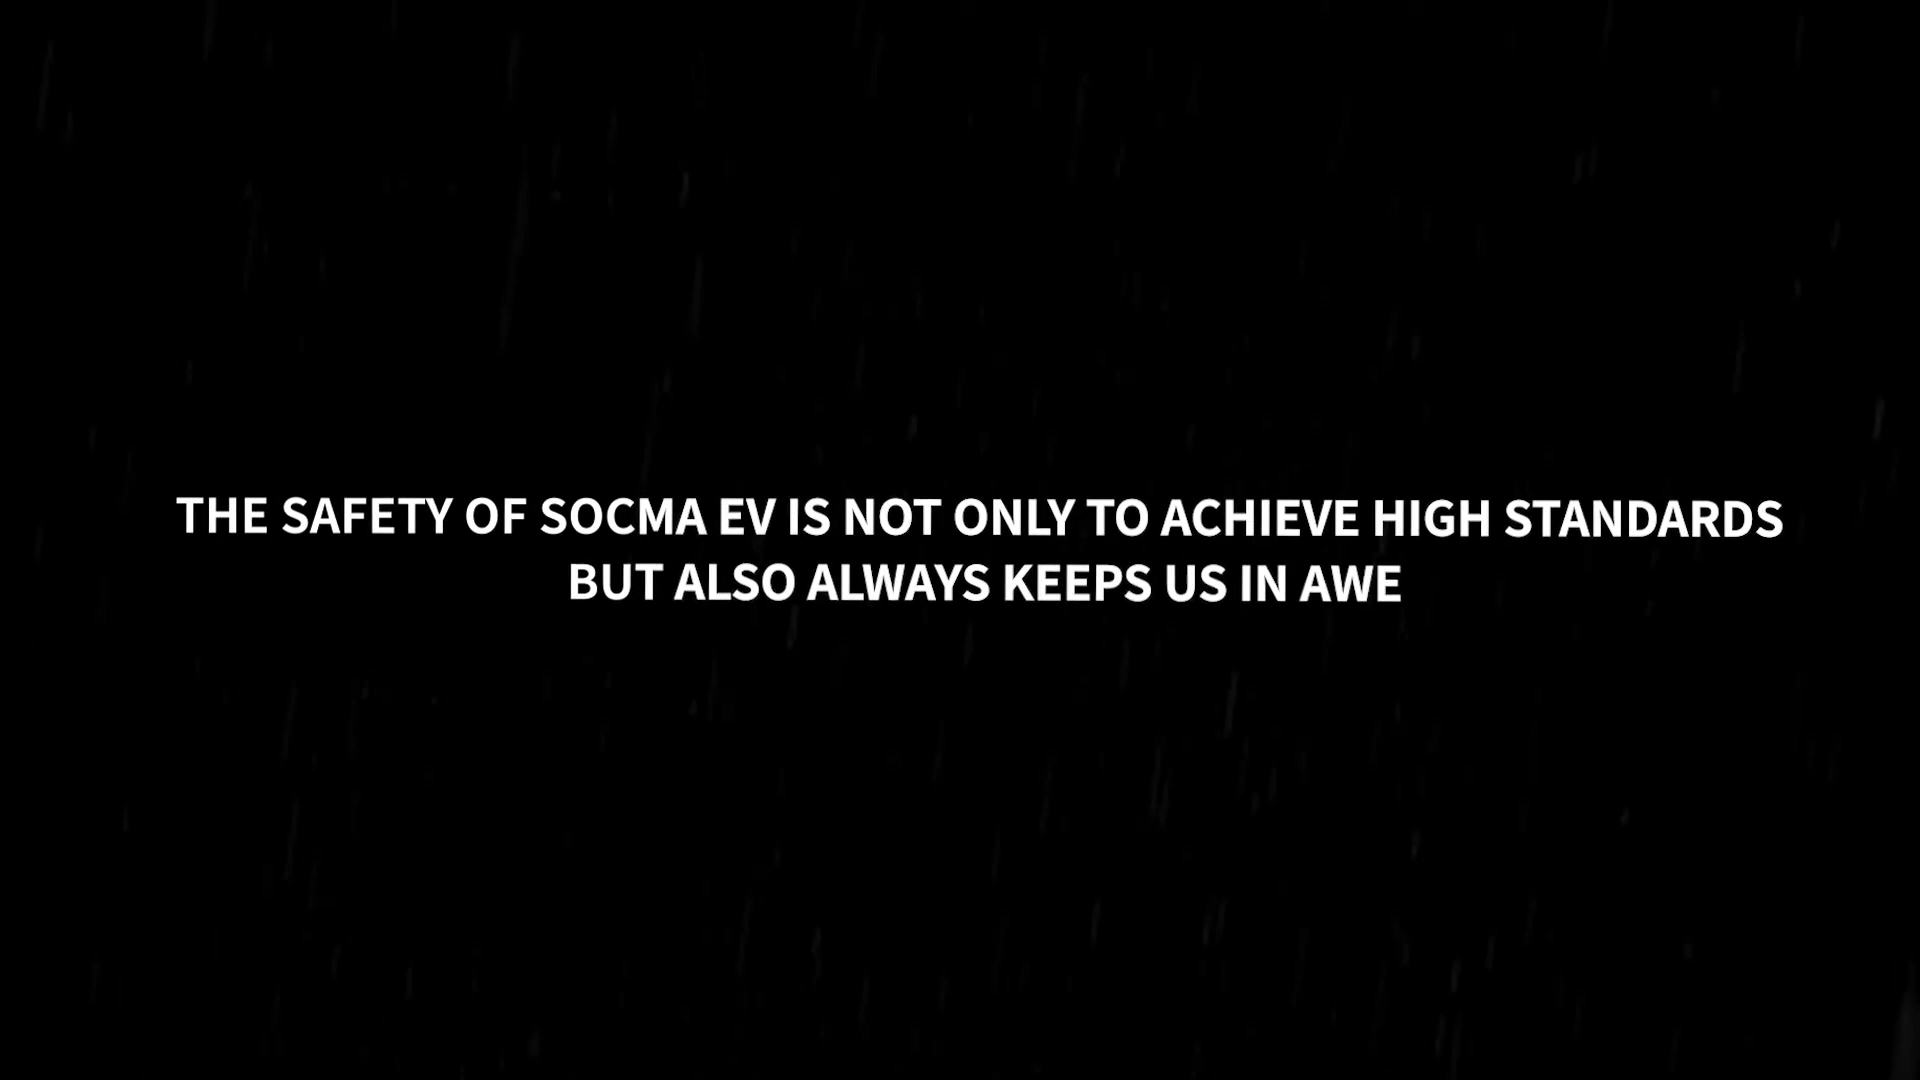 THE SAFETY OF SOCMA EV IS NOT ONLY TO ACHIEVE HIGH STANDARDS
BUT ALSO ALWAYS KEEPS US IN AWE